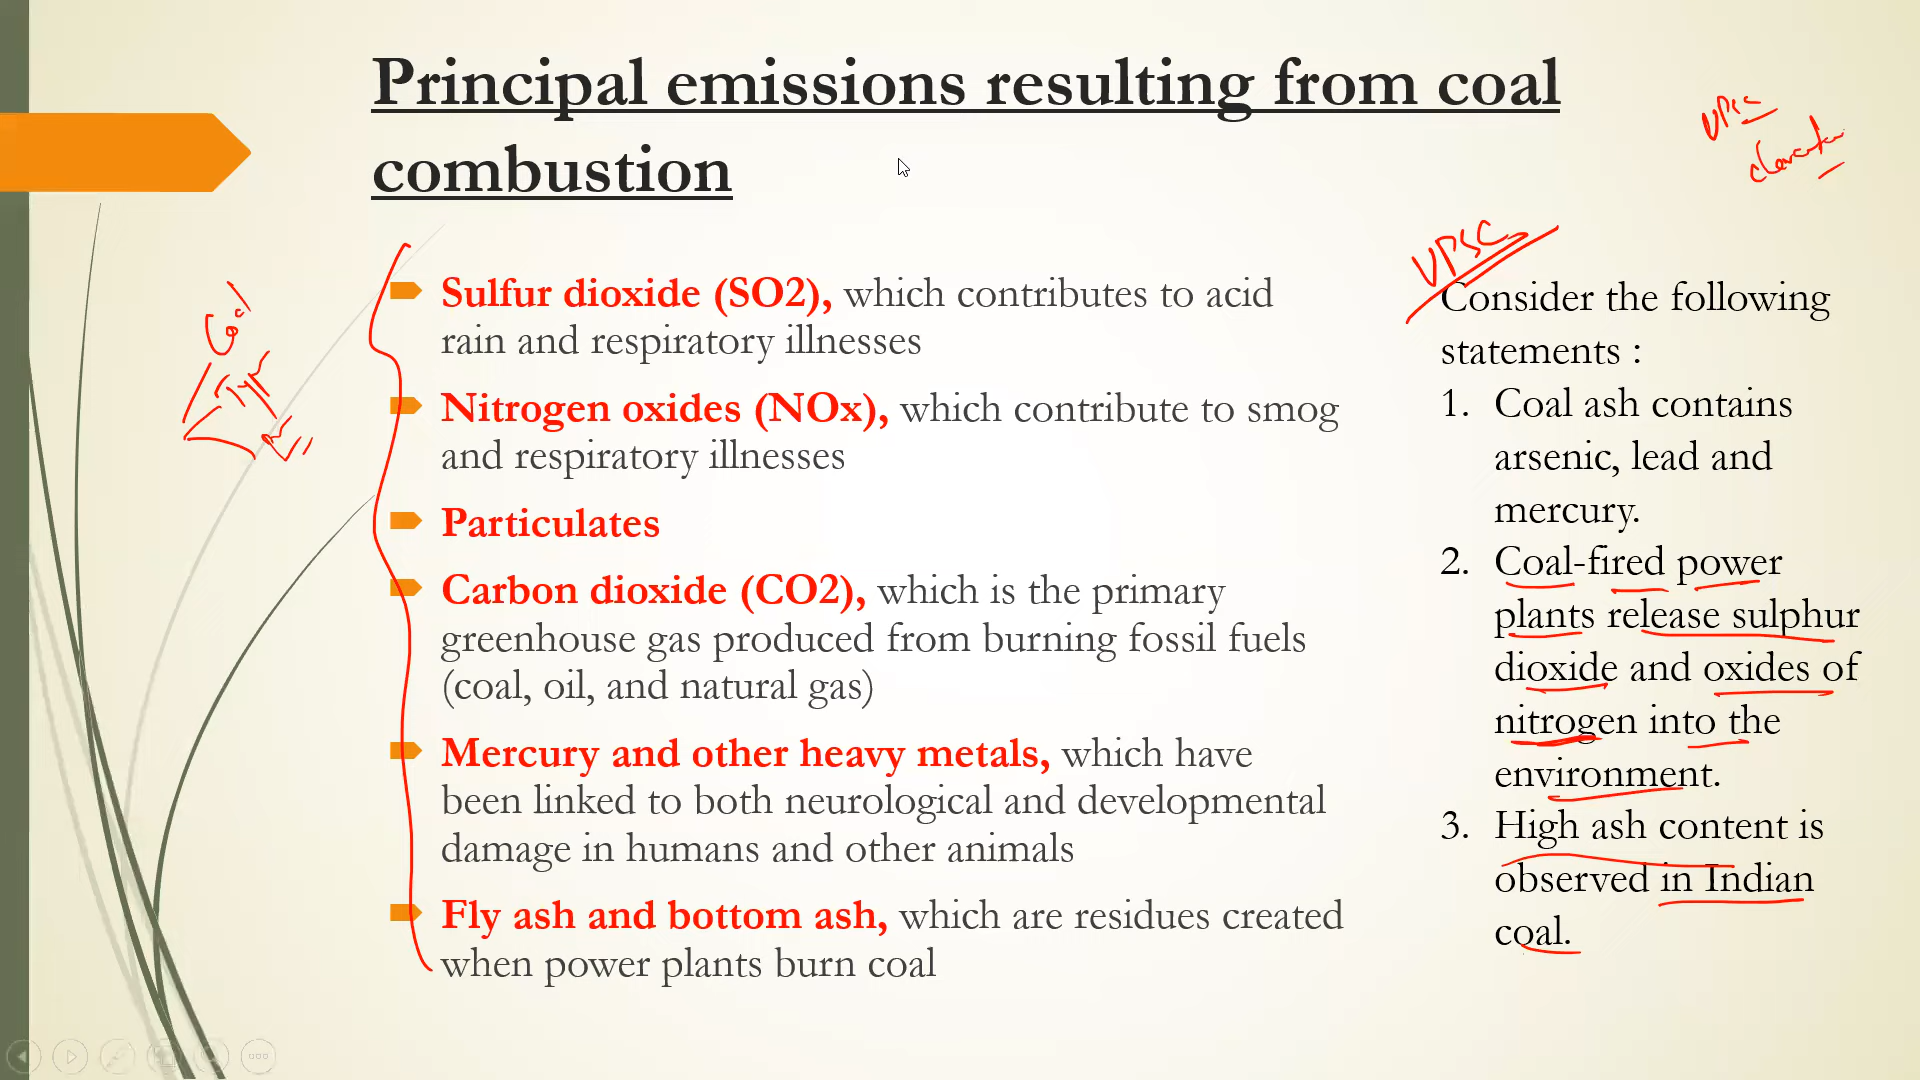 Principal emissions resulting from coal
combustion
Sulfur dioxide (SO2), which contributes to acid
rain and respiratory illnesses
Nitrogen oxides (NOx), which contribute to smog
and respiratory illnesses
Particulates
Carbon dioxide (CO2), which is the primary
greenhouse gas produced from burning fossil fuels
(coal, oil, and natural gas)
Mercury and other heavy metals, which have
been linked to both neurological and developmental
damage in humans and other animals
Fly ash and bottom ash, which are residues created
when power plants burn coal
Coal
UPSC
UPSC
Consider the following
statements :
1. Coal ash contains
arsenic, lead and
mercury.
2. Coal-fired power
plants release sulphur
dioxide and oxides of
nitrogen into the
environment.
3. High ash content is
observed in Indian
coal.